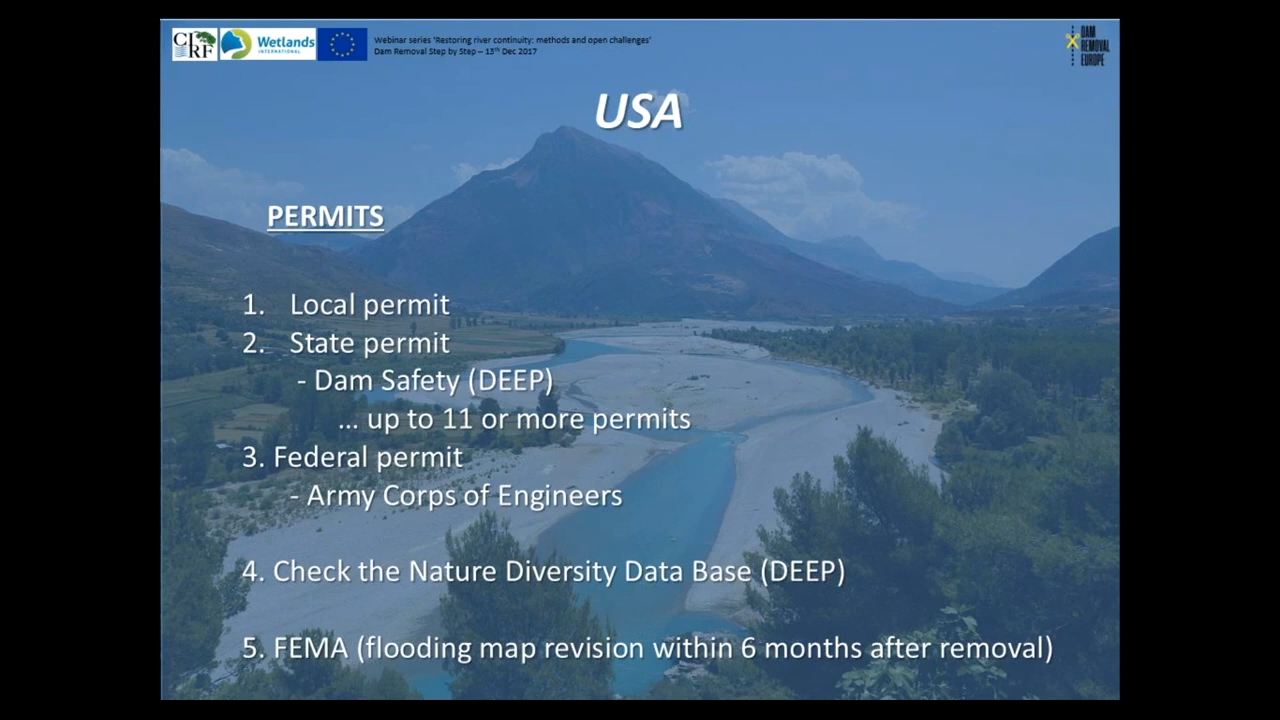 CIRF
Wetlands
INTERNATIONAL
Webinar series 'Restoring river continuity: methods and open challenges'
Dam Removal Step by Step – 13th Dec 2017
DAM
REMOVAL
EUROPE
USA
PERMITS
1. Local permit
2. State permit
- Dam Safety (DEEP)
... up to 11 or more permits
3. Federal permit
- Army Corps of Engineers
4. Check the Nature Diversity Data Base (DEEP)
5. FEMA (flooding map revision within 6 months after removal)